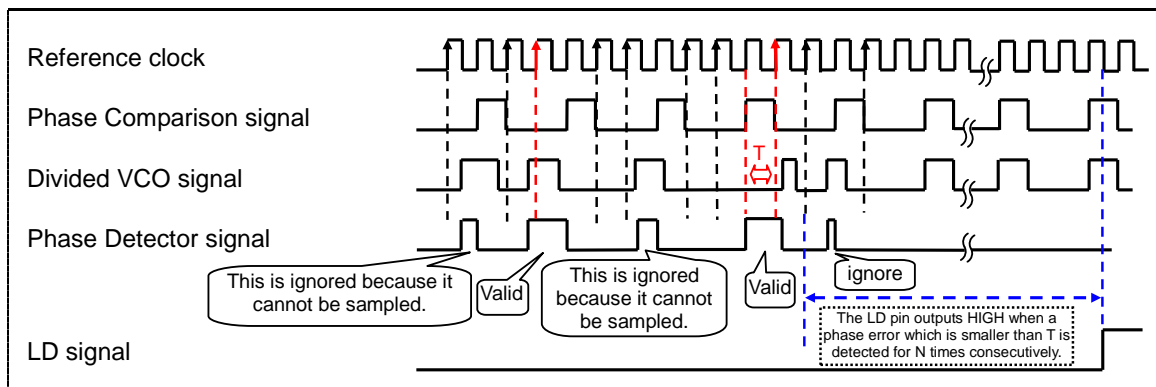 Reference clock
Phase Comparison signal
T
Divided VCO signal
Phase Detector signal
This is ignored because it
cannot be sampled.
Valid
This is ignored
because it cannot
be sampled.
Valid
ignore
The LD pin outputs HIGH when a
phase error which is smaller than T is
detected for N times consecutively.
LD signal